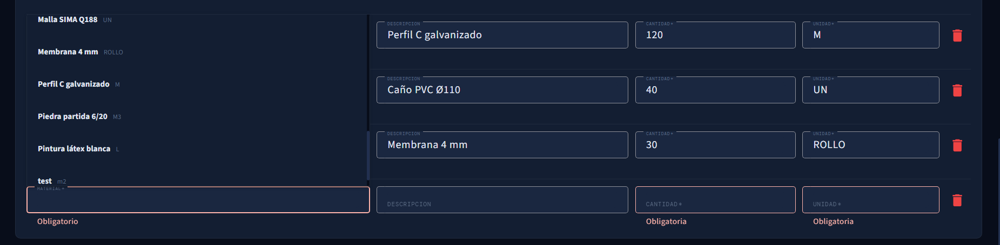 Malla SIMA Q188 UN
Membrana 4 mm ROLLO
Perfil C galvanizado M
Piedra partida 6/20 M3
Pintura látex blanca L
test m2
MATERIAL*
Obligatorio
DESCRIPCION CANTIDAD* UNIDAD*
Perfil C galvanizado 120 M
DESCRIPCION CANTIDAD* UNIDAD*
Caño PVC Ø110 40 UN
DESCRIPCION CANTIDAD* UNIDAD*
Membrana 4 mm 30 ROLLO
DESCRIPCION CANTIDAD* UNIDAD*
Obligatoria Obligatoria